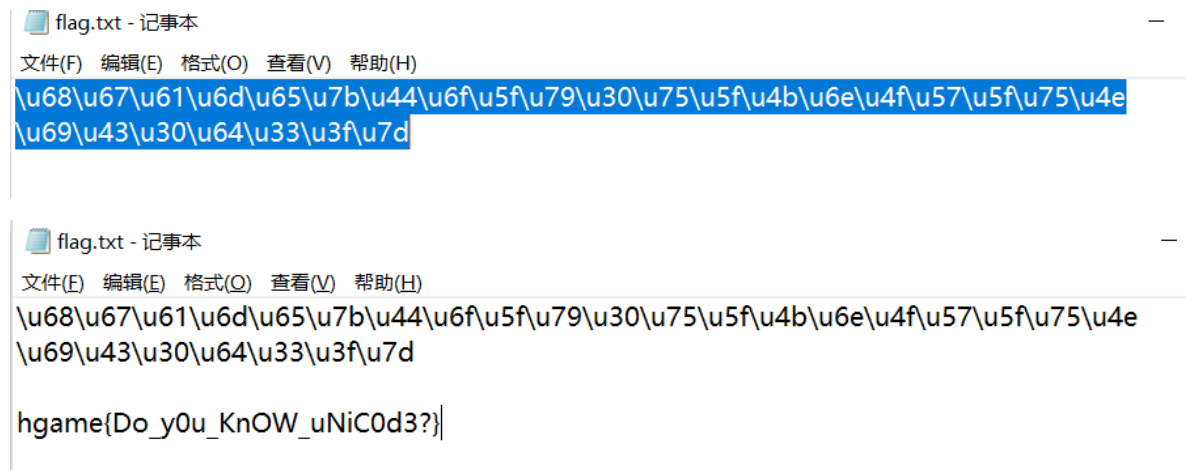 flag.txt - 记事本
文件(F) 编辑(E) 格式(O) 查看(V) 帮助(H)
\u68\u67\u61\u6d\u65\u7b\u44\u6f\u5f\u79\u30\u75\u5f\u4b\u6e\u4f\u57\u5f\u75\u4e
\u69\u43\u30\u64\u33\u3f\u7d
flag.txt - 记事本
文件(F) 编辑(E) 格式(O) 查看(V) 帮助(H)
\u68\u67\u61\u6d\u65\u7b\u44\u6f\u5f\u79\u30\u75\u5f\u4b\u6e\u4f\u57\u5f\u75\u4e
\u69\u43\u30\u64\u33\u3f\u7d
hgame{Do_y0u_KnOW_uNiC0d3?}